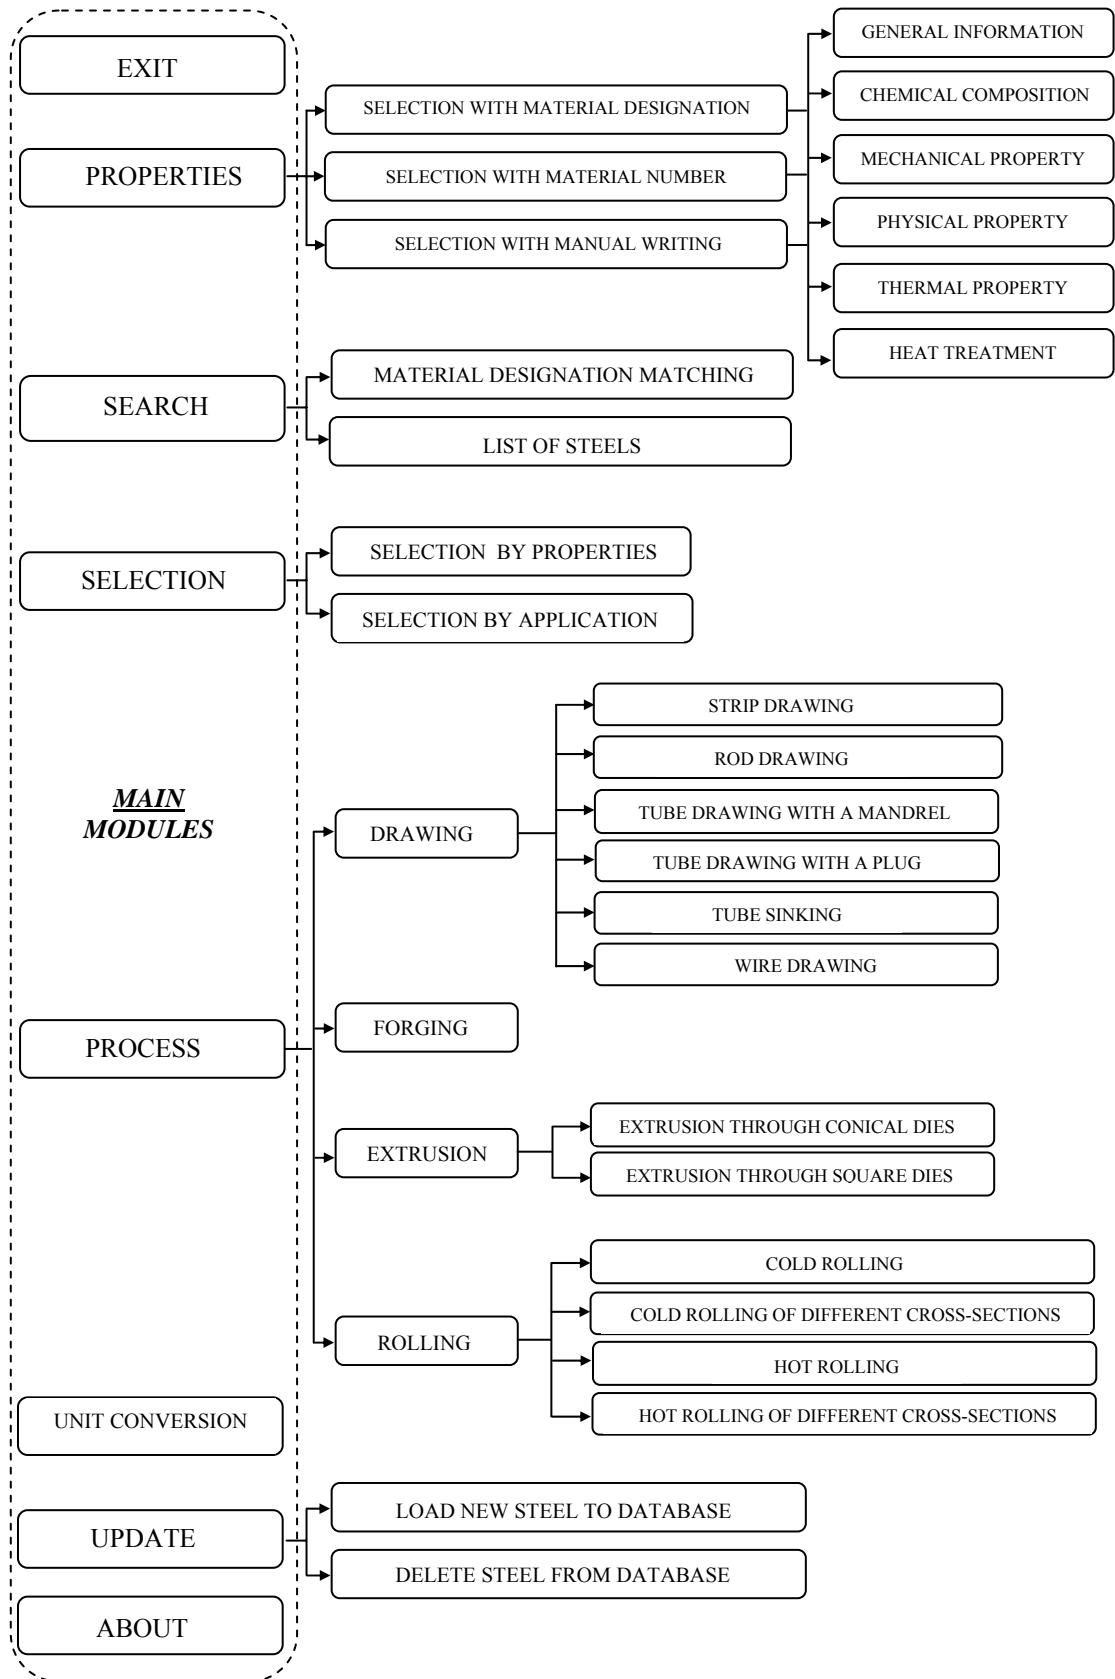 EXIT
PROPERTIES
SELECTION WITH MATERIAL DESIGNATION
SELECTION WITH MATERIAL NUMBER
SELECTION WITH MANUAL WRITING
GENERAL INFORMATION
CHEMICAL COMPOSITION
MECHANICAL PROPERTY
PHYSICAL PROPERTY
THERMAL PROPERTY
HEAT TREATMENT
SEARCH
MATERIAL DESIGNATION MATCHING
LIST OF STEELS
SELECTION
SELECTION BY PROPERTIES
SELECTION BY APPLICATION
MAIN
MODULES
PROCESS
DRAWING
STRIP DRAWING
ROD DRAWING
TUBE DRAWING WITH A MANDREL
TUBE DRAWING WITH A PLUG
TUBE SINKING
WIRE DRAWING
FORGING
EXTRUSION
EXTRUSION THROUGH CONICAL DIES
EXTRUSION THROUGH SQUARE DIES
ROLLING
COLD ROLLING
COLD ROLLING OF DIFFERENT CROSS-SECTIONS
HOT ROLLING
HOT ROLLING OF DIFFERENT CROSS-SECTIONS
UNIT CONVERSION
UPDATE
LOAD NEW STEEL TO DATABASE
DELETE STEEL FROM DATABASE
ABOUT